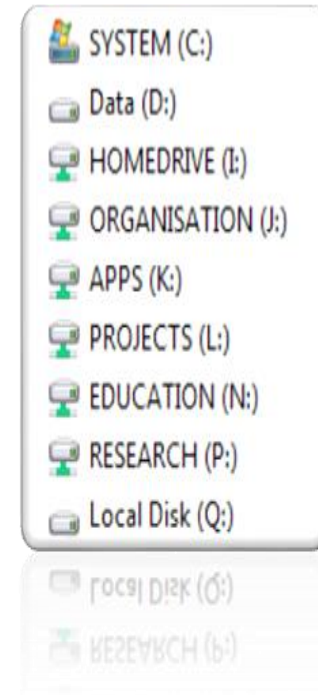 SYSTEM (C:)
Data (D:)
HOMEDRIVE (I:)
ORGANISATION (J:)
APPS (K:)
PROJECTS (L:)
EDUCATION (N:)
RESEARCH (P:)
Local Disk (Q:)